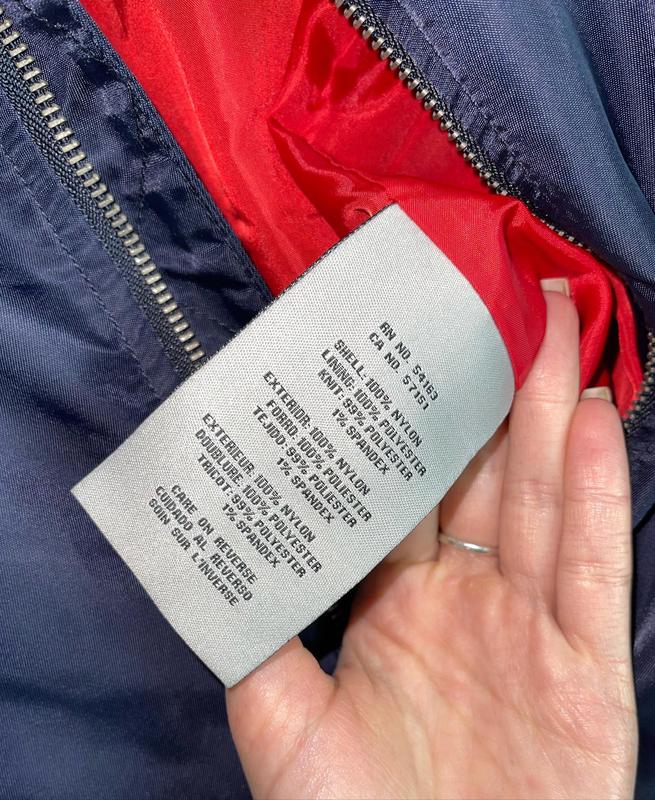 RN NO. 59163
CA NO. 57151
SHELL: 100% NYLON
LINING: 100% POLYESTER
KNIT: 99% POLYESTER
1% SPANDEX
EXTERIOR: 100% NYLON
FORRO: 100% POLIESTER
TEJIDO: 99% POLIESTER
1% SPANDEX
EXTERIEUR: 100% NYLON
DOUBLURE: 100% POLYESTER
TRICOT: 99% POLYESTER
1% SPANDEX
CARE ON REVERSE
CUIDADO AL REVERSO
SOIN SUR L'INVERSE